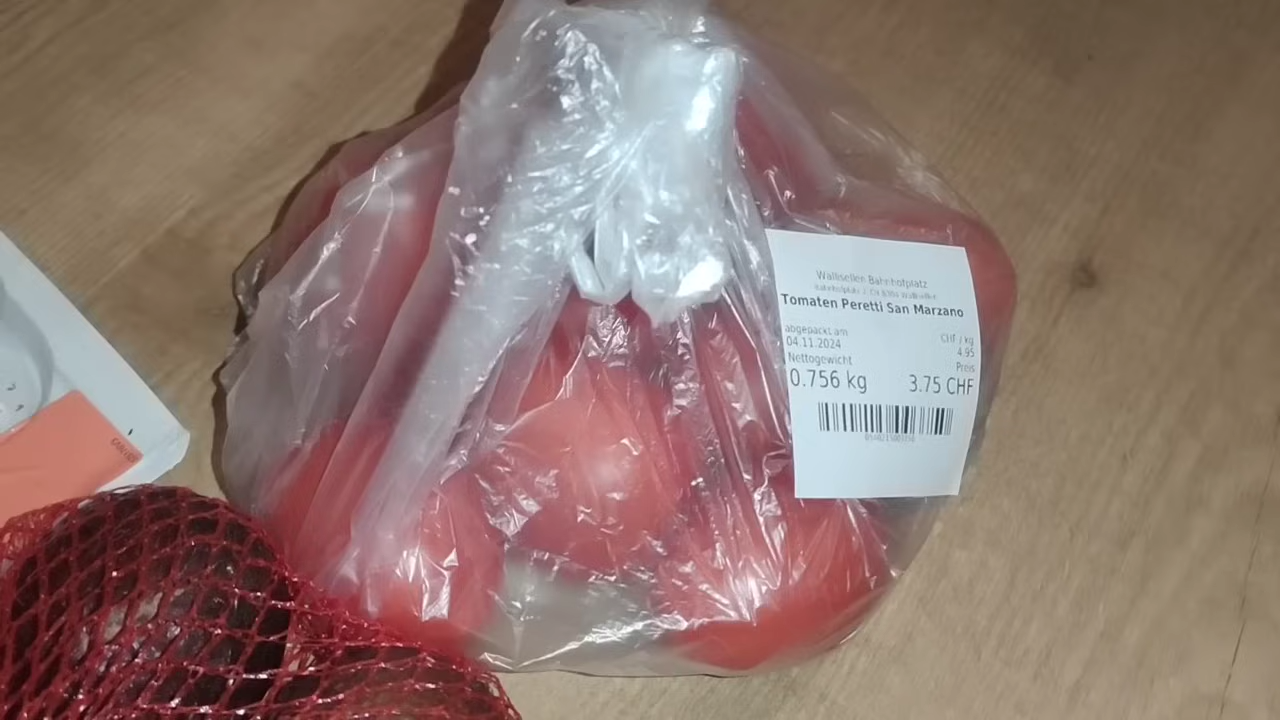 Wallisellen Bahnhofplatz
Tomaten Peretti San Marzano
abgepackt am
04.11.2024
CHF / kg
4.95
Nettogewicht
Preis
0.756 kg
3.75 CHF